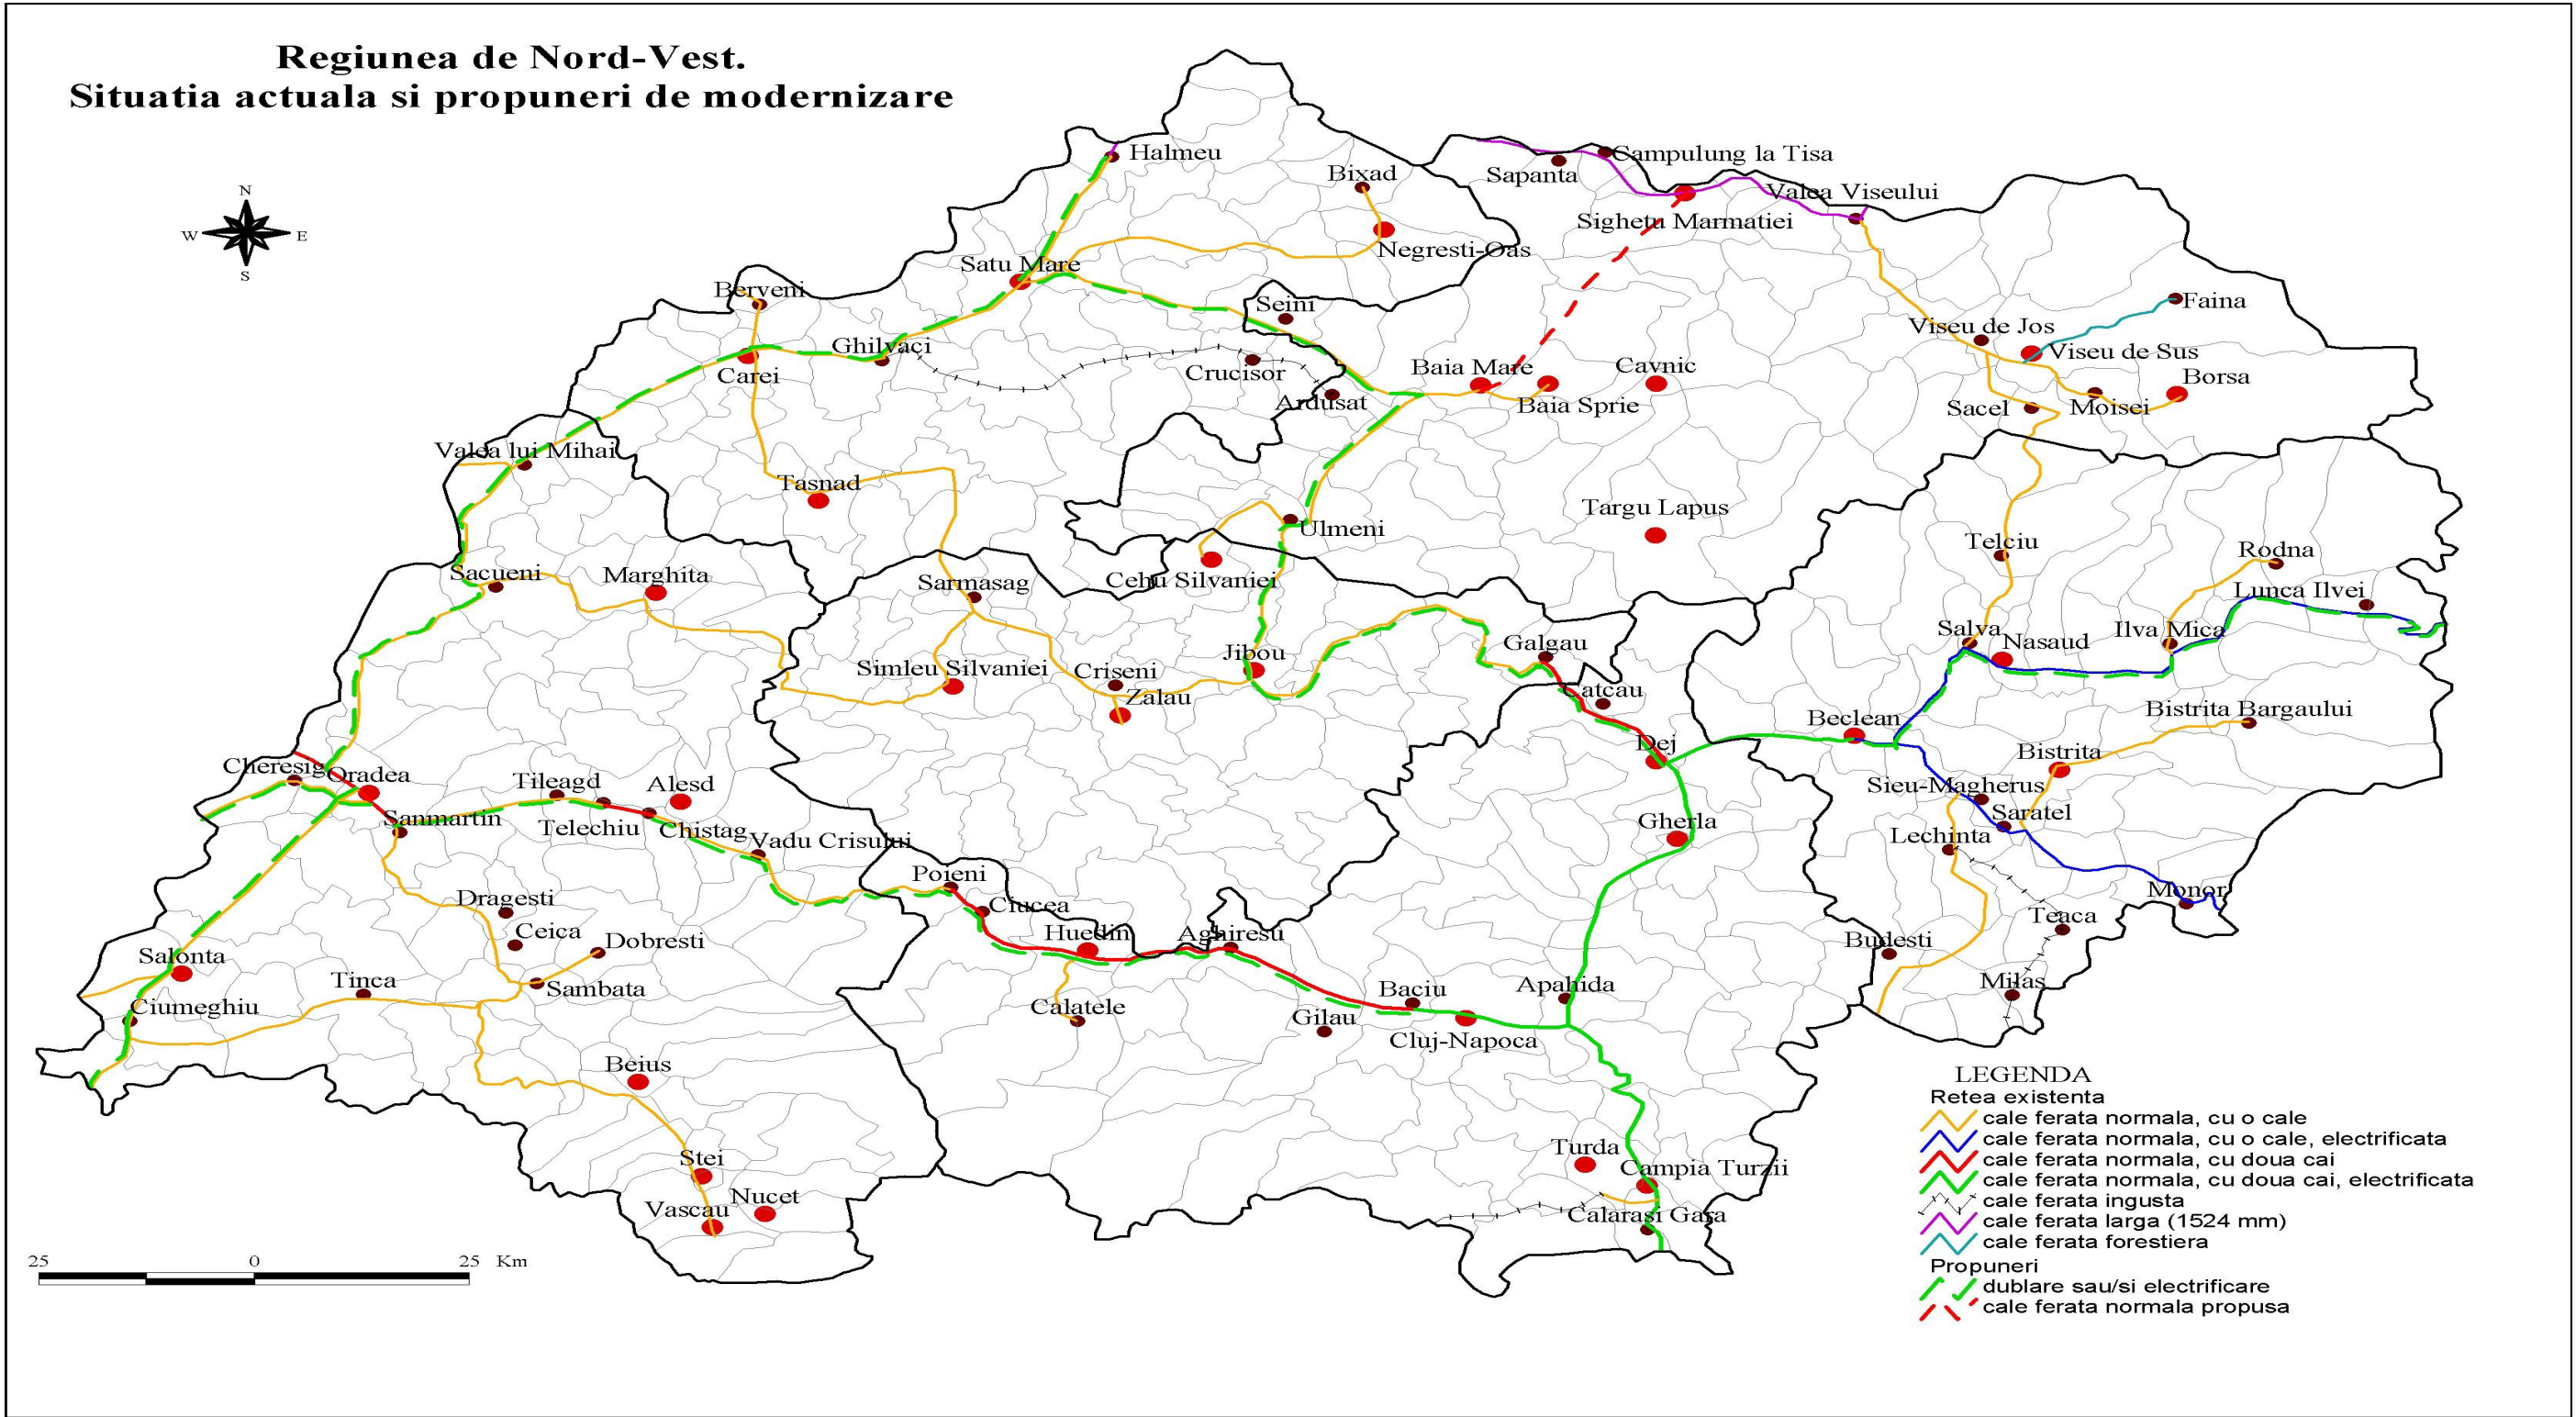 Regiunea de Nord-Vest.
Situatia actuala si propuneri de modernizare
N
W
E
S
Halmeu
Bixad
Sapanta
Campulung la Tisa
Valea Viseului
Sighetu Marmatiei
Negresti-Oas
Satu Mare
Berveni
Seini
Faina
Ghilvaci
Viseu de Jos
Viseu de Sus
Carei
Crucisor
Baia Mare
Cavnic
Borsa
Ardusat
Baia Sprie
Sacel
Moisei
Valea lui Mihai
Tasnad
Targu Lapus
Ulmeni
Telciu
Rodna
Sacueni
Marghita
Sarmasag
Cehu Silvaniei
Lunca Ilvei
Salva
Nasaud
Ilva Mica
Galgau
Simleu Silvaniei
Criseni
Jibou
Zalau
Catcau
Beclean
Bistrita Bargaului
Dej
Bistrita
Cheresig
Oradea
Tileagd
Alesd
Sieu-Magherus
Saratel
Sanmartin
Telechiu
Chistag
Vadu Crisului
Gherla
Lechinta
Poieni
Monor
Dragesti
Ciucea
Teaca
Ceica
Dobresti
Huedin
Aghiresu
Budesti
Salonta
Tinca
Sambata
Baciu
Apahida
Milas
Ciumeghiu
Calatele
Gilau
Cluj-Napoca
Beius
Turda
Campia Turzii
Stei
Nucet
Vascau
Calarasi Gara
25
0
25
Km
LEGENDA
Retea existenta
cale ferata normala, cu o cale
cale ferata normala, cu o cale, electrificata
cale ferata normala, cu doua cai
cale ferata normala, cu doua cai, electrificata
cale ferata ingusta
cale ferata larga (1524 mm)
cale ferata forestiera
Propuneri
dublare sau/si electrificare
cale ferata normala propusa